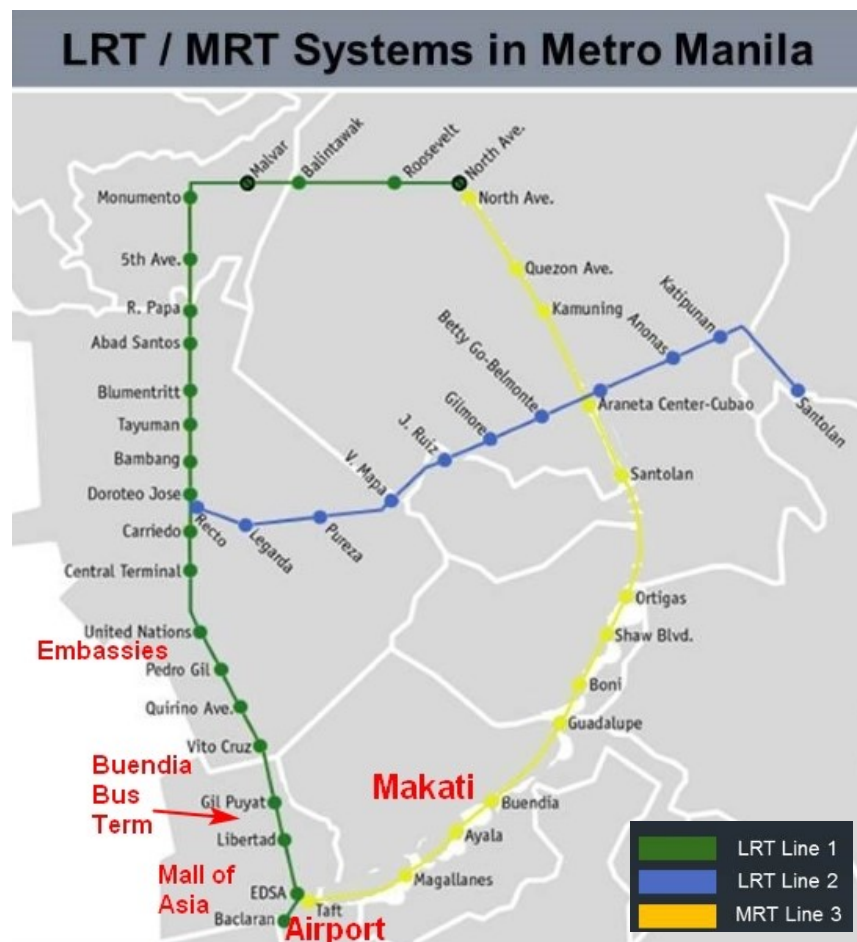 LRT / MRT Systems in Metro Manila
Malvar
Balintawak
Roosevelt
North Ave.
Monumento
North Ave.
5th Ave.
Quezon Ave.
R. Papa
Kamuning
Katipunan
Anonas
Abad Santos
Betty Go-Belmonte
Blumentritt
Gilmore
Araneta Center-Cubao
Santolan
Tayuman
J. Ruiz
Bambang
V. Mapa
Santolan
Doroteo Jose
Recto
Legarda
Pureza
Carriedo
Central Terminal
Ortigas
United Nations
Shaw Blvd.
Embassies
Pedro Gil
Boni
Quirino Ave.
Guadalupe
Vito Cruz
Buendia
Bus
Term
Makati
Gil Puyat
Buendia
Libertad
Ayala
LRT Line 1
LRT Line 2
MRT Line 3
Mall of
Asia
Magallanes
EDSA
Taft
Baclaran
Airport